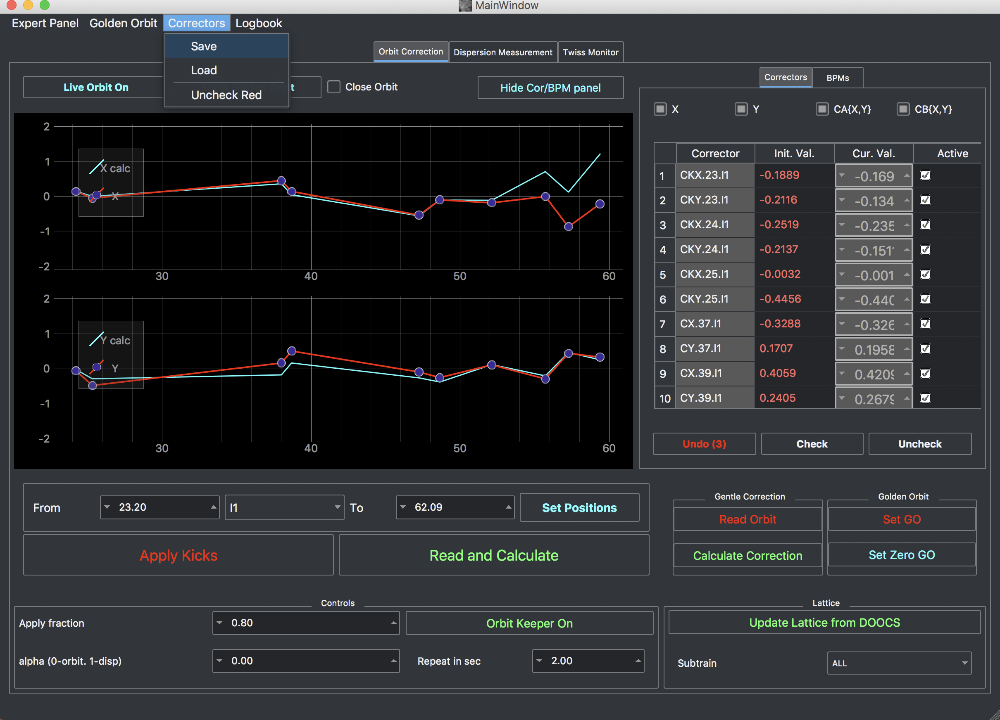 MainWindow
Expert Panel Golden Orbit Correctors Logbook
Save
Load
Uncheck Red
Orbit Correction Dispersion Measurement Twiss Monitor
Live Orbit On
Close Orbit
Hide Cor/BPM panel
Correctors BPMs
X Y CA{X,Y} CB{X,Y}
2
1
0
-1
-2
30 40 50 60
X calc
X
2
1
0
-1
-2
30 40 50 60
Y calc
Y
Corrector Init. Val. Cur. Val. Active
1 CKX.23.I1 -0.1889 -0.169
2 CKY.23.I1 -0.2116 -0.134
3 CKX.24.I1 -0.2519 -0.235
4 CKY.24.I1 -0.2137 -0.151
5 CKX.25.I1 -0.0032 -0.001
6 CKY.25.I1 -0.4456 -0.440
7 CX.37.I1 -0.3288 -0.326
8 CY.37.I1 0.1707 0.1958
9 CX.39.I1 0.4059 0.4209
10 CY.39.I1 0.2405 0.2679
Undo (3) Check Uncheck
From 23.20 I1 To 62.09 Set Positions
Apply Kicks Read and Calculate
Gentle Correction
Read Orbit
Calculate Correction
Golden Orbit
Set GO
Set Zero GO
Controls
Apply fraction 0.80 Orbit Keeper On
alpha (0-orbit. 1-disp) 0.00 Repeat in sec 2.00
Lattice
Update Lattice from DOOCS
Subtrain ALL